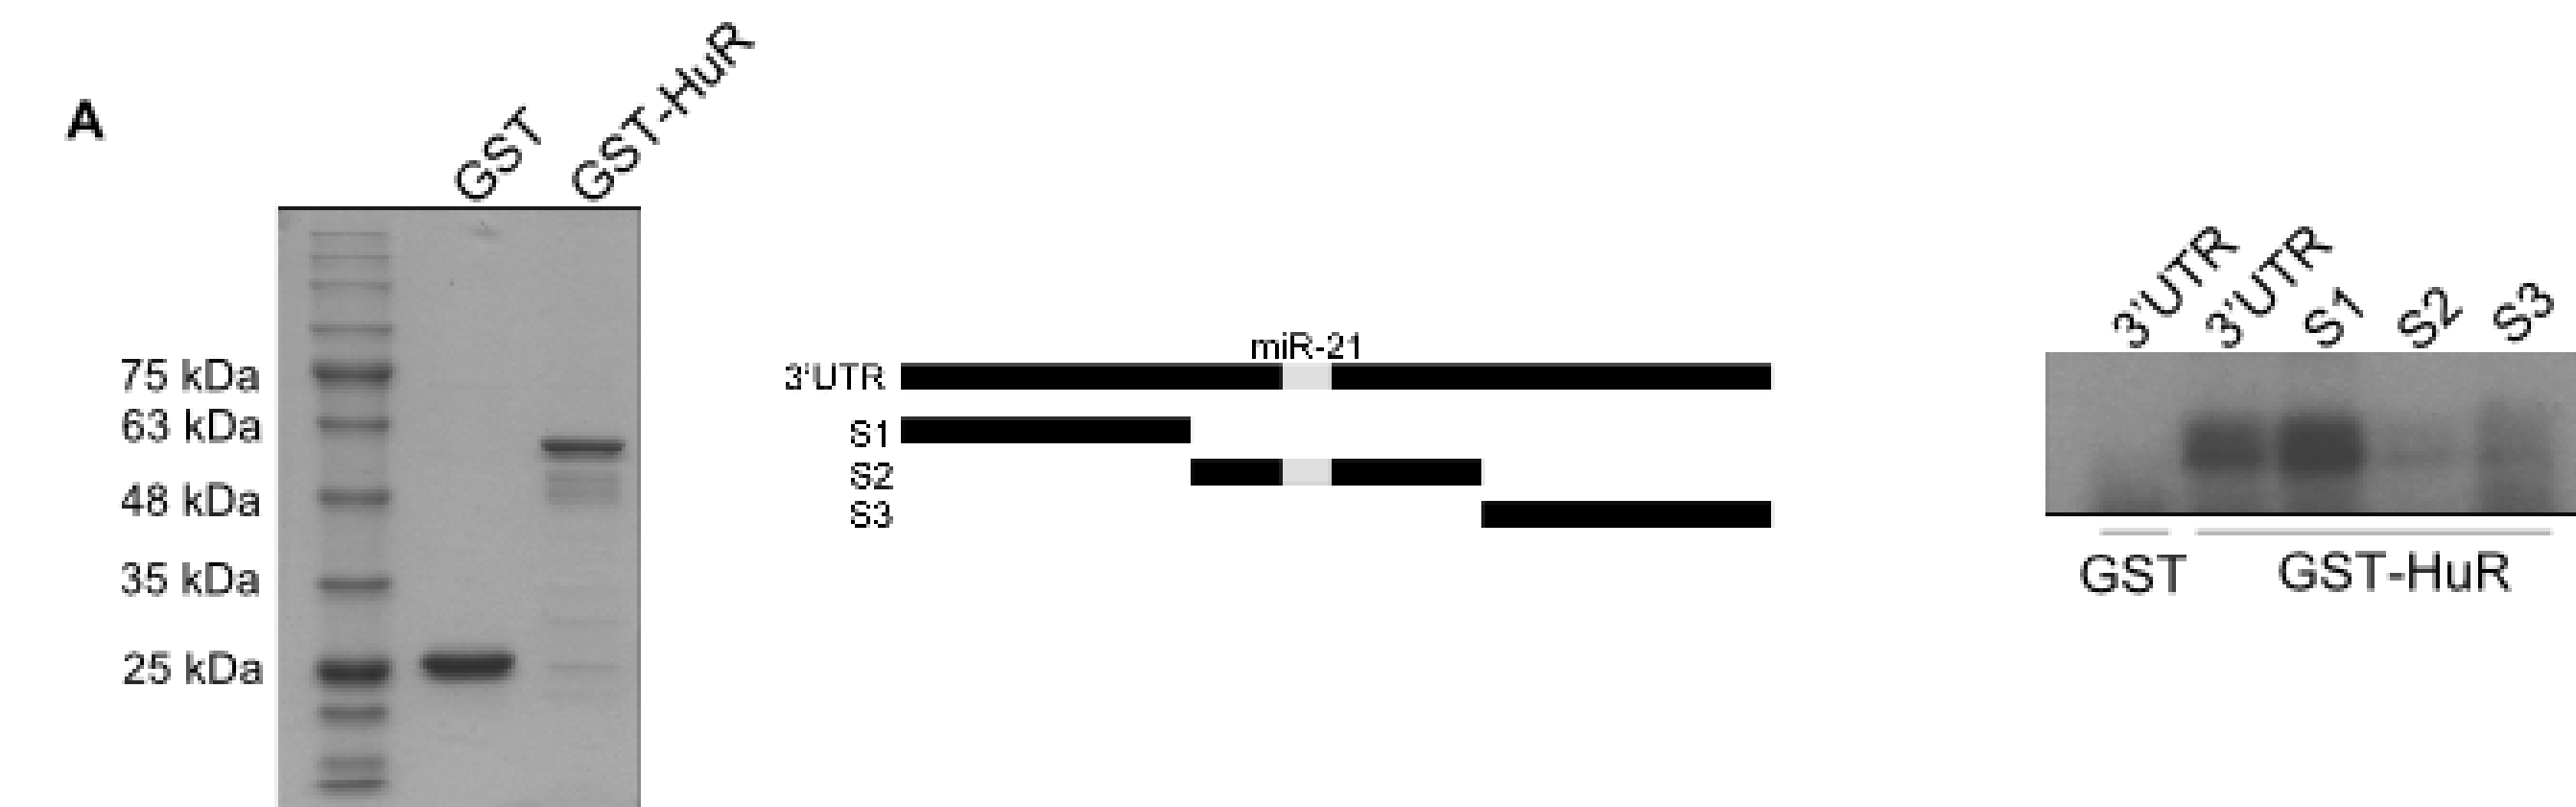 A
GST
GST-HuR
75 kDa
63 kDa
48 kDa
35 kDa
25 kDa
miR-21
3'UTR
S1
S2
S3
3'UTR
3'UTR
S1
S2
S3
GST
GST-HuR